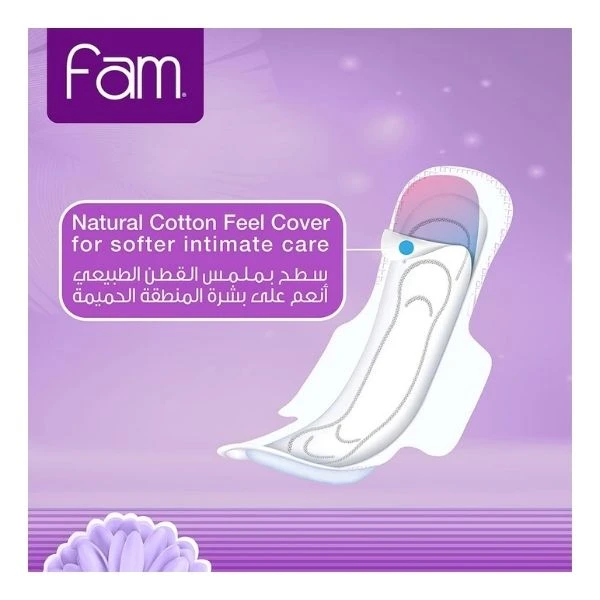 fam®
Natural Cotton Feel Cover
for softer intimate care
سطح بملمس القطن الطبيعي
أنعم على بشرة المنطقة الحميمة